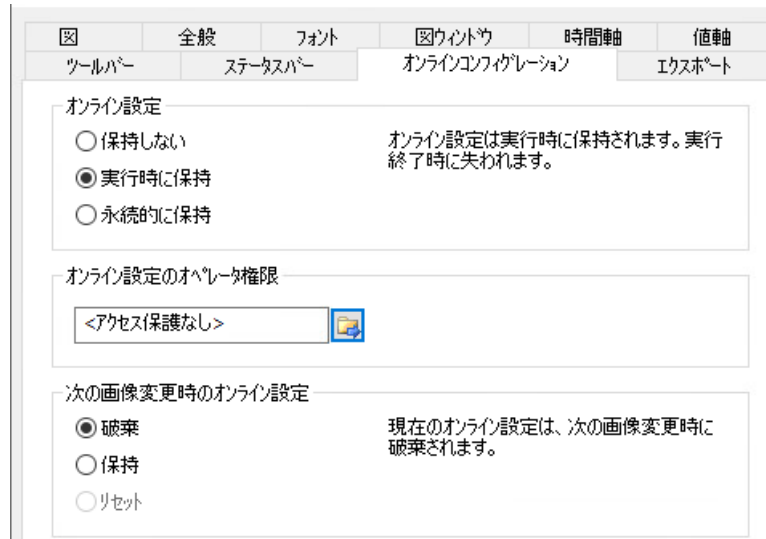 図 全般 フォント 図ウィンドウ 時間軸 値軸
ツールバー ステータスバー オンラインコンフィグレーション エクスポート
オンライン設定
保持しない
オンライン設定は実行時に保持されます。実行
終了時に失われます。
実行時に保持
永続的に保持
オンライン設定のオペレータ権限
<アクセス保護なし>
次の画像変更時のオンライン設定
破棄
現在のオンライン設定は、次の画像変更時に
破棄されます。
保持
リセット